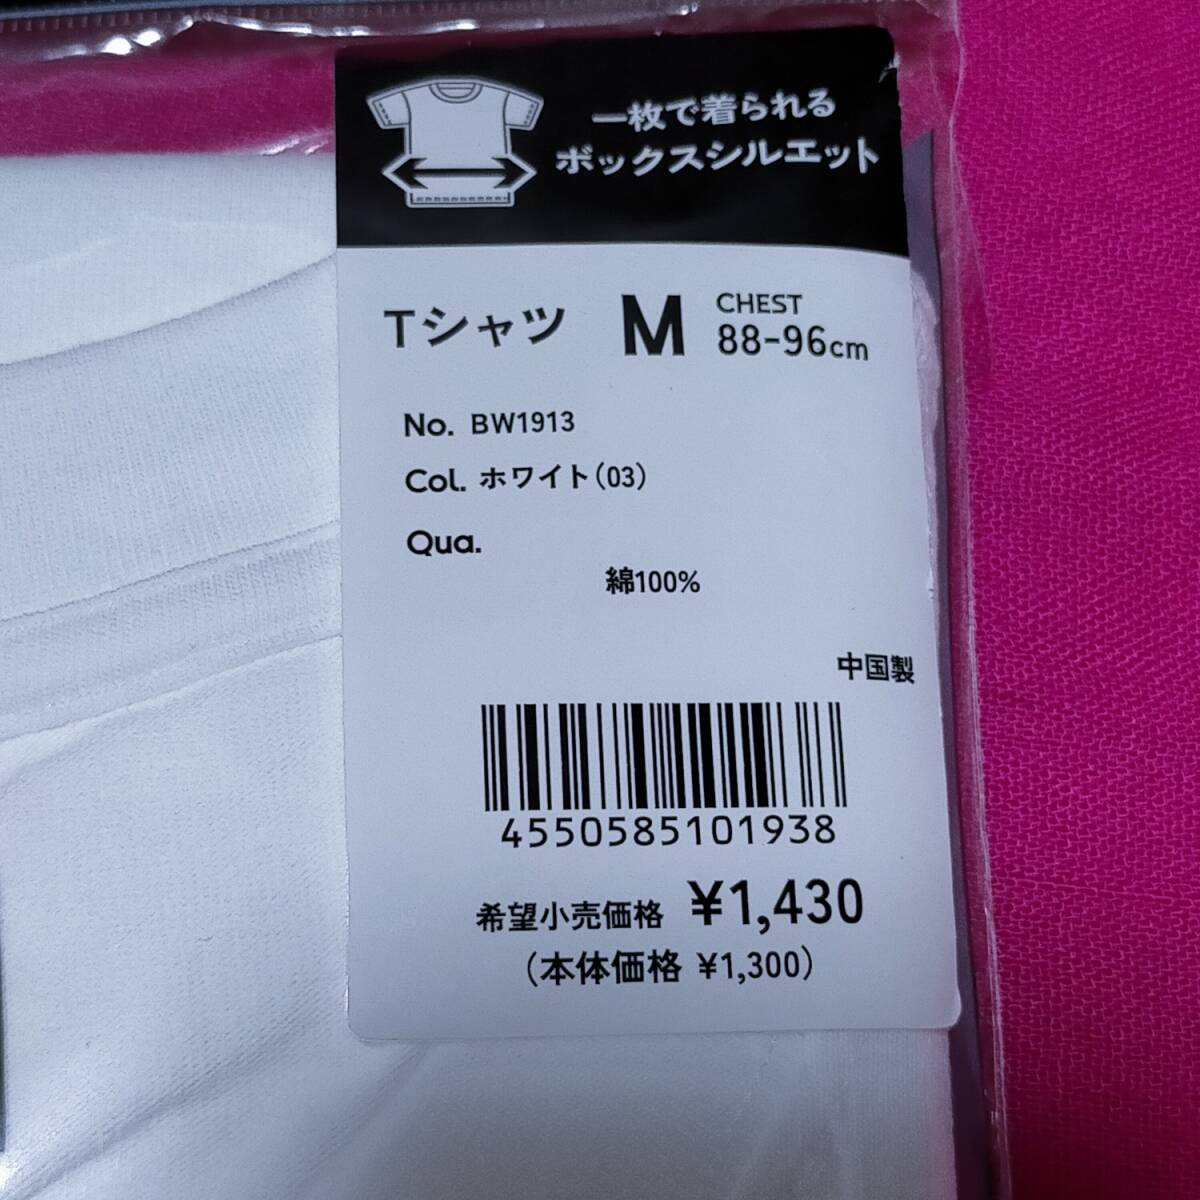 一枚で着られる
ボックスシルエット
Tシャツ M CHEST 88-96cm
No. BW1913
Col. ホワイト(03)
Qua.
綿100%
中国製
4550585101938
希望小売価格 ¥1,430
(本体価格 ¥1,300)